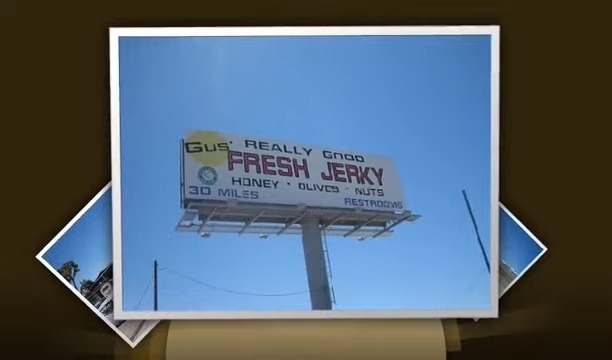 Gus' REALLY GOOD
FRESH JERKY
HONEY · OLIVES · NUTS
30 MILES RESTROOMS